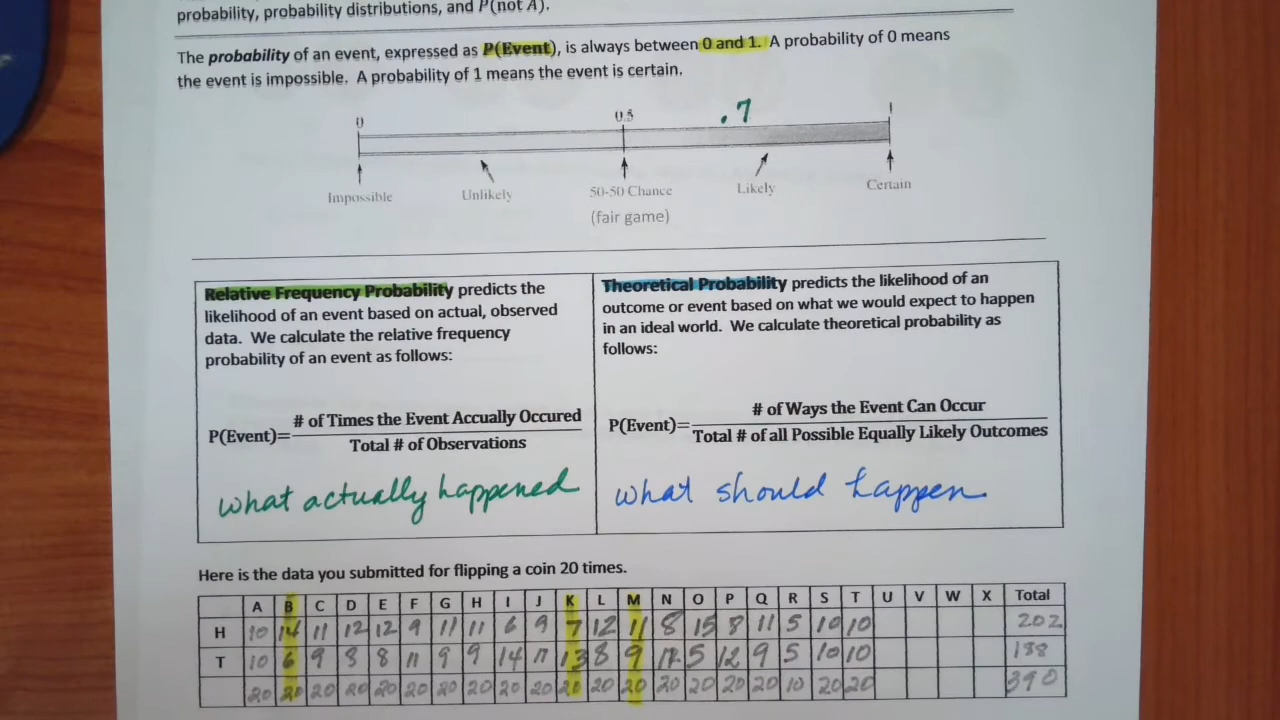 probability, probability distributions, and P(not A).
The probability of an event, expressed as P(Event), is always between 0 and 1. A probability of 0 means
the event is impossible. A probability of 1 means the event is certain.
.7
0 0.5 1
Impossible Unlikely 50-50 Chance Likely Certain
(fair game)
Relative Frequency Probability predicts the
likelihood of an event based on actual, observed
data. We calculate the relative frequency
probability of an event as follows:
P(Event)= # of Times the Event Accually Occured
Total # of Observations
what actually happened
Theoretical Probability predicts the likelihood of an
outcome or event based on what we would expect to happen
in an ideal world. We calculate theoretical probability as
follows:
P(Event)= # of Ways the Event Can Occur
Total # of all Possible Equally Likely Outcomes
what should happen
Here is the data you submitted for flipping a coin 20 times.
A B C D E F G H I J K L M N O P Q R S T U V W X Total
H 10 14 11 12 12 9 11 11 6 9 7 12 11 8 15 8 11 5 10 10 202
T 10 6 9 8 8 11 9 9 14 11 13 8 9 12 5 12 9 5 10 10 188
20 20 20 20 20 20 20 20 20 20 20 20 20 20 20 20 20 10 20 20 390